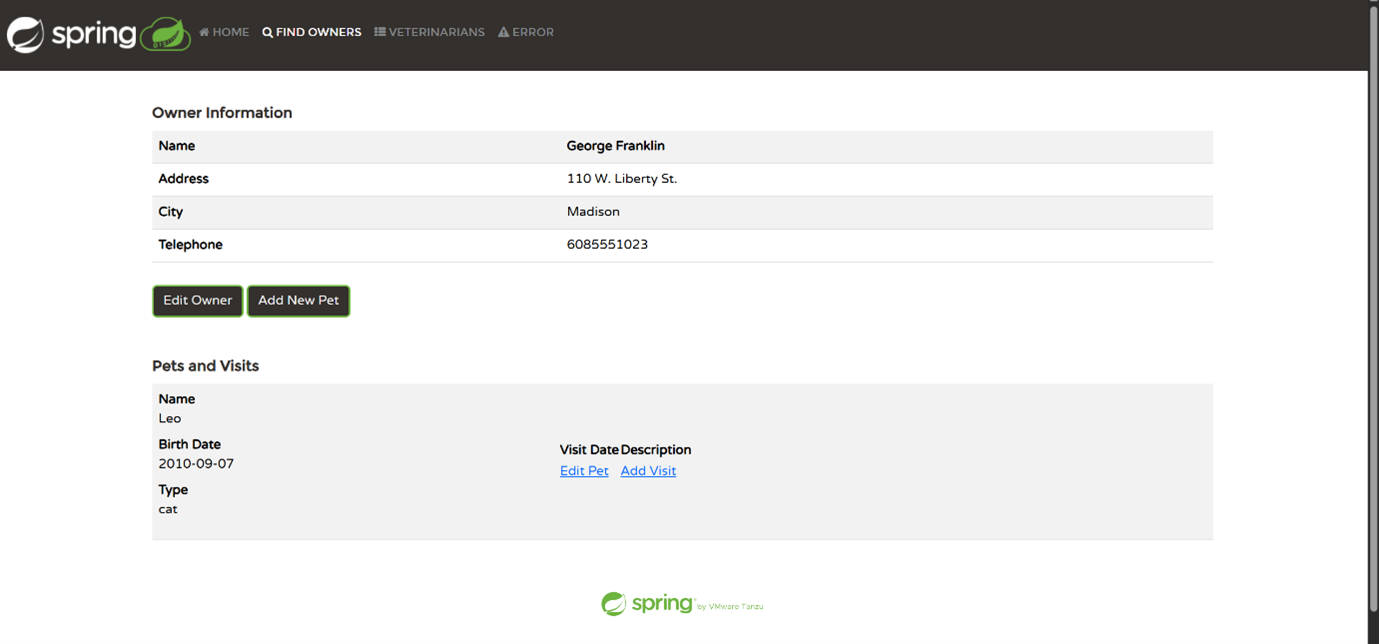 spring HOME FIND OWNERS VETERINARIANS ERROR
Owner Information
Name George Franklin
Address 110 W. Liberty St.
City Madison
Telephone 6085551023
Edit Owner Add New Pet
Pets and Visits
Name
Leo
Birth Date
2010-09-07
Type
cat
Visit Date Description
Edit Pet Add Visit
spring by VMware Tanzu